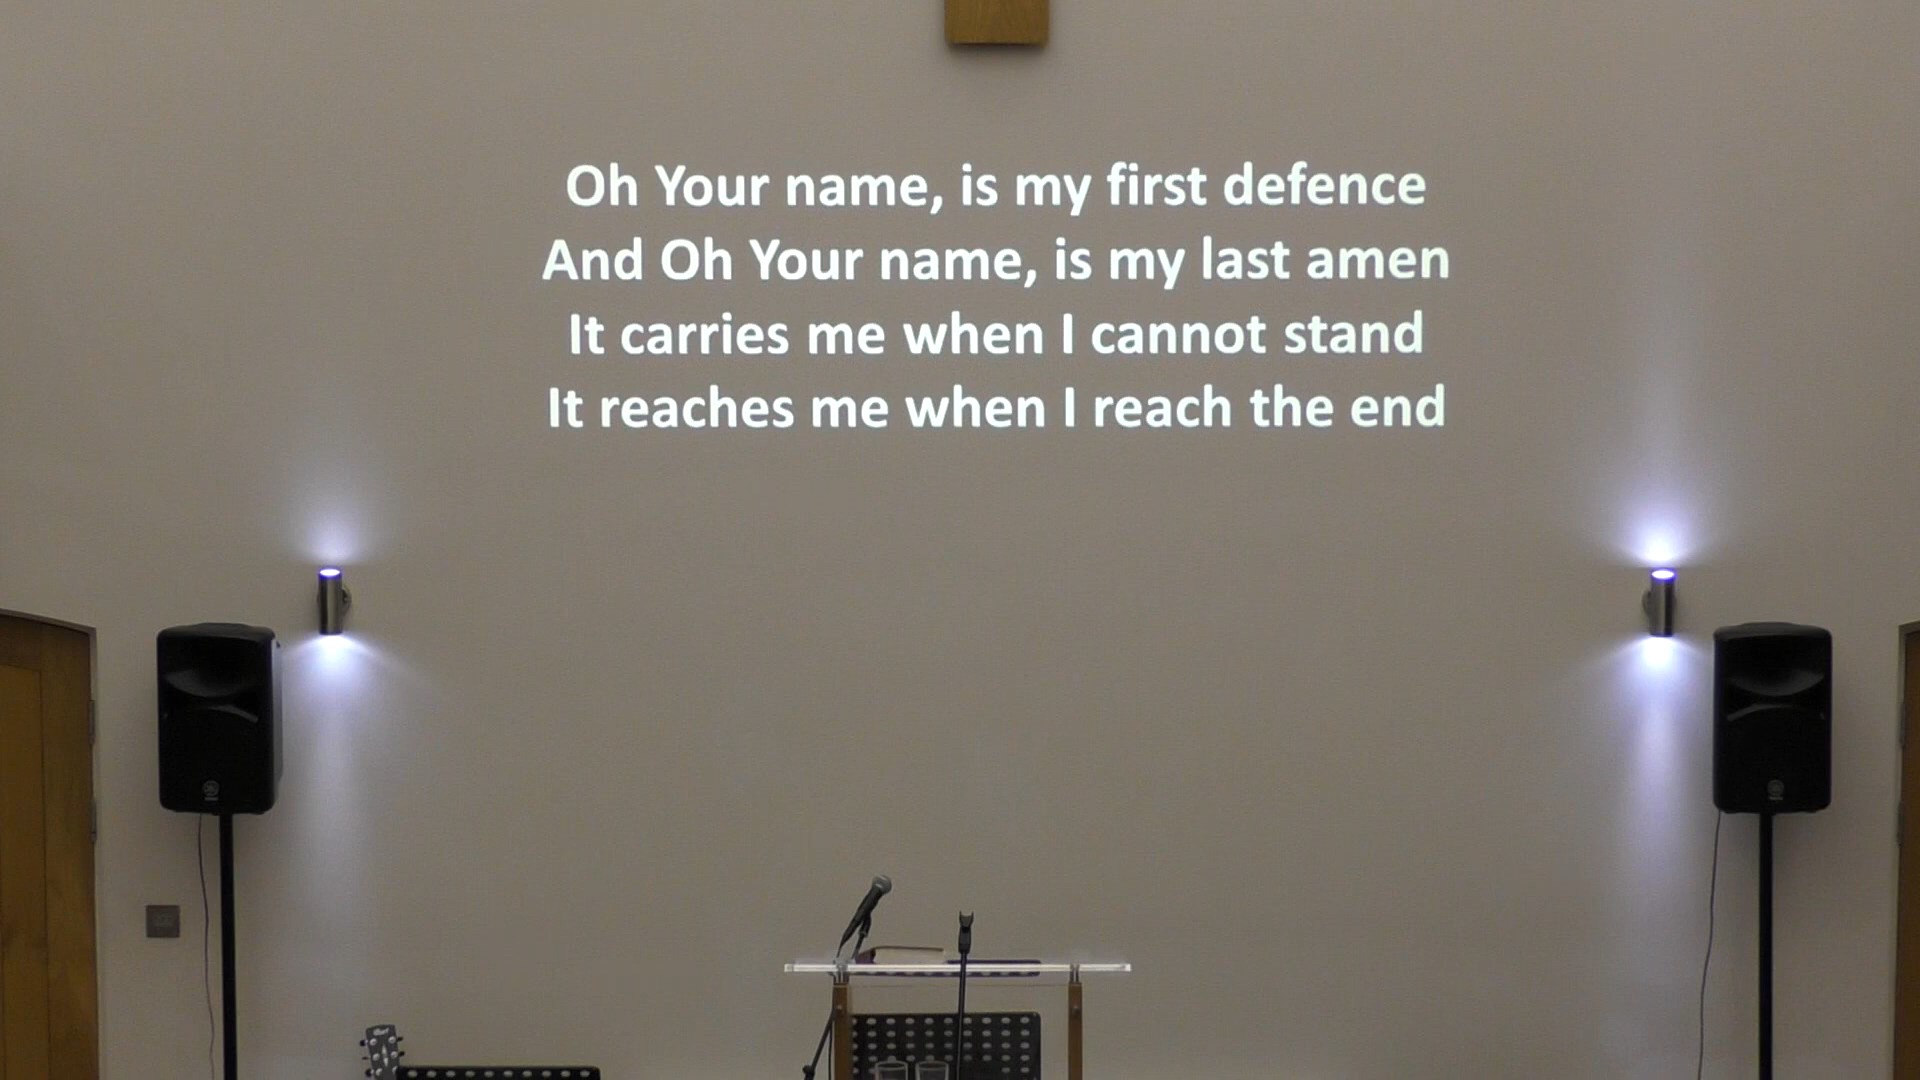 Oh Your name, is my first defence
And Oh Your name, is my last amen
It carries me when I cannot stand
It reaches me when I reach the end